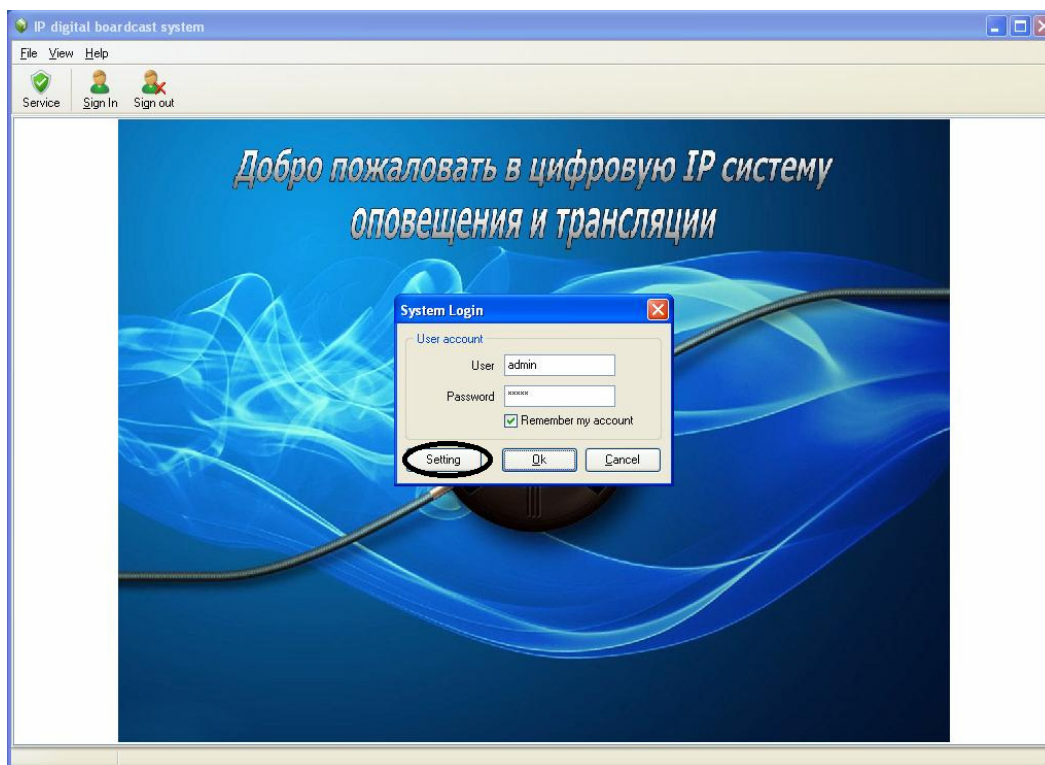 IP digital boardcast system
File View Help
Service Sign In Sign out
Добро пожаловать в цифровую IP систему
оповещения и трансляции
System Login
User account
User admin
Password *****
Remember my account
Setting Ok Cancel